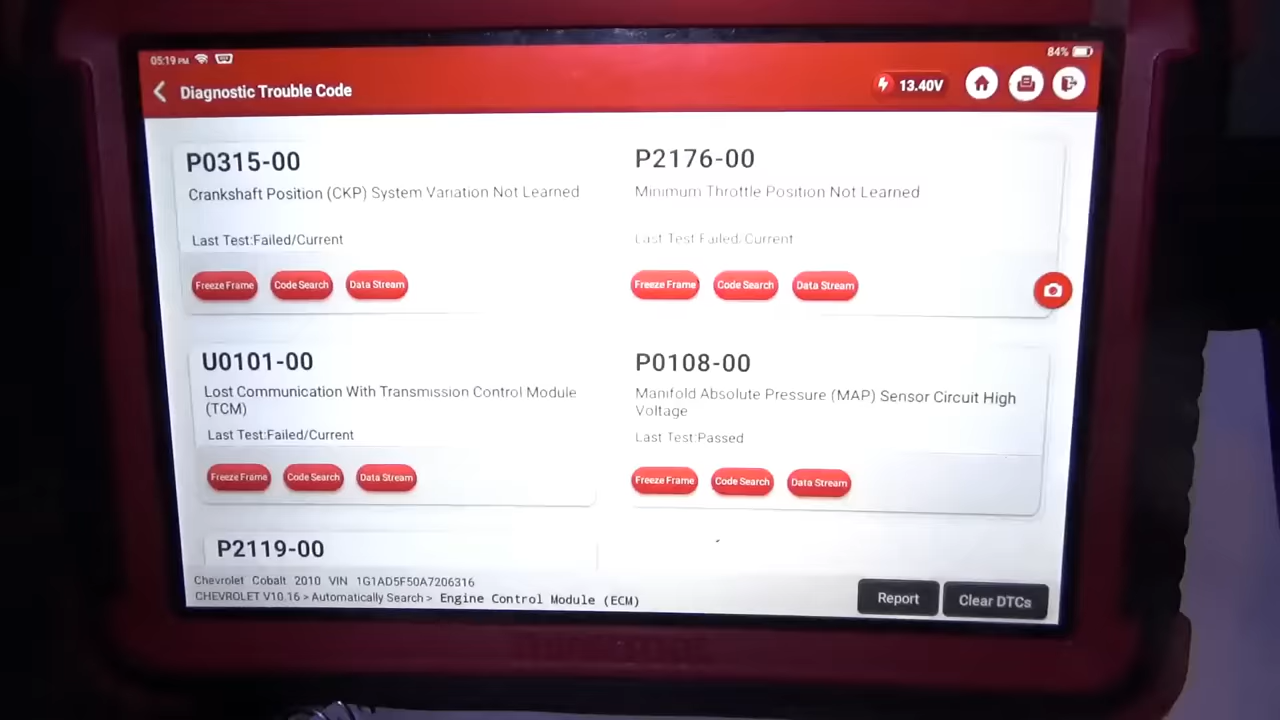 05:19 PM
84%
Diagnostic Trouble Code
13.40V
P0315-00
Crankshaft Position (CKP) System Variation Not Learned
Last Test:Failed/Current
Freeze Frame Code Search Data Stream
P2176-00
Minimum Throttle Position Not Learned
Last Test:Failed/Current
Freeze Frame Code Search Data Stream
U0101-00
Lost Communication With Transmission Control Module
(TCM)
Last Test:Failed/Current
Freeze Frame Code Search Data Stream
P0108-00
Manifold Absolute Pressure (MAP) Sensor Circuit High
Voltage
Last Test:Passed
Freeze Frame Code Search Data Stream
P2119-00
Chevrolet Cobalt 2010 VIN 1G1AD5F50A7206316
CHEVROLET V10.16 > Automatically Search > Engine Control Module (ECM)
Report
Clear DTCs